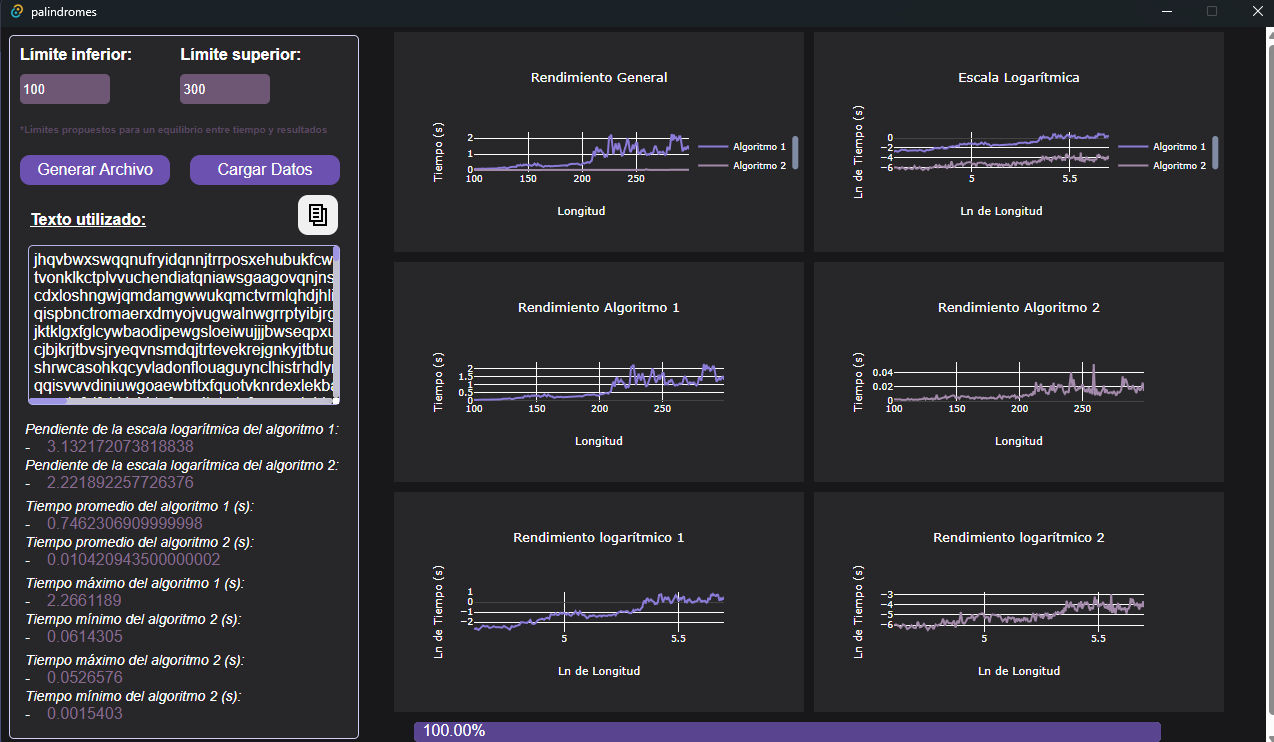 palindromes
Límite inferior:
Límite superior:
100
300
*Límites propuestos para un equilibrio entre tiempo y resultados
Generar Archivo
Cargar Datos
Texto utilizado:
jhqvbwxswqqnufryidqnnjtrrposxehubukfcw
tvonklkctplvvuchendiatqniawsgaagovqnjns
cdxloshngwjqmdamgwwukqmctvrmlqhdjhli
qispbnctromaerxdmyojvugwalnwgrrptyibjrg
jktklgxfglcywbaodipewgsloeiwujjjbwseqpxu
cjbjkrjtbvsjryeqvnsmdqjtrtevekrejgnkyjtbtuc
shrwcasohkqcyvladonflouaguynclhistrhdlyr
qqisvwvdiniuwgoaewbttxfquotvknrdexlekba
Pendiente de la escala logarítmica del algoritmo 1:
- 3.132172073818838
Pendiente de la escala logarítmica del algoritmo 2:
- 2.221892257726376
Tiempo promedio del algoritmo 1 (s):
- 0.7462306909999998
Tiempo promedio del algoritmo 2 (s):
- 0.010420943500000002
Tiempo máximo del algoritmo 1 (s):
- 2.2661189
Tiempo mínimo del algoritmo 2 (s):
- 0.0614305
Tiempo máximo del algoritmo 2 (s):
- 0.0526576
Tiempo mínimo del algoritmo 2 (s):
- 0.0015403
Rendimiento General
Tiempo (s)
2
1
0
100 150 200 250
Longitud
Algoritmo 1
Algoritmo 2
Escala Logarítmica
Ln de Tiempo (s)
0
−2
−4
−6
5 5.5
Ln de Longitud
Algoritmo 1
Algoritmo 2
Rendimiento Algoritmo 1
Tiempo (s)
2
1.5
1
0.5
0
100 150 200 250
Longitud
Rendimiento Algoritmo 2
Tiempo (s)
0.04
0.02
0
100 150 200 250
Longitud
Rendimiento logarítmico 1
Ln de Tiempo (s)
1
0
−1
−2
5 5.5
Ln de Longitud
Rendimiento logarítmico 2
Ln de Tiempo (s)
−3
−4
−5
−6
5 5.5
Ln de Longitud
100.00%